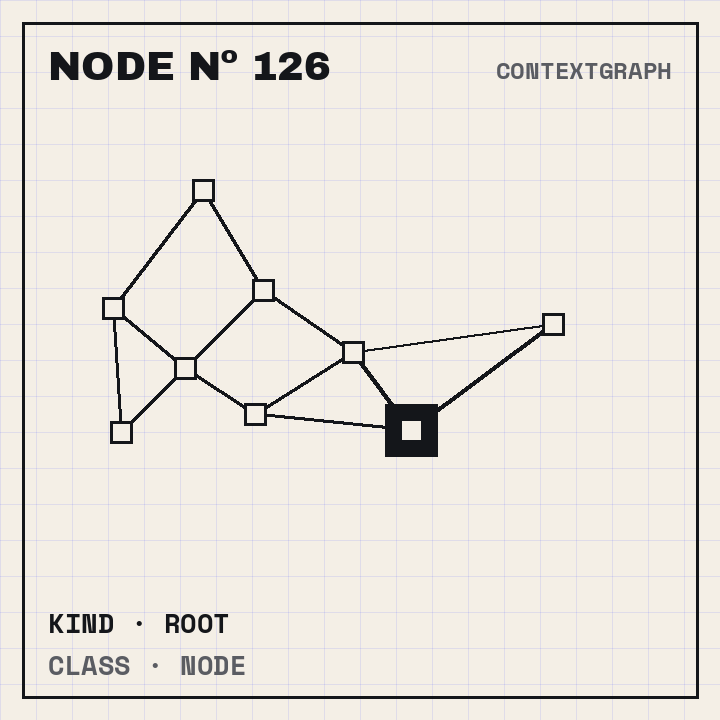 NODE Nº 126
CONTEXTGRAPH
KIND · ROOT
CLASS · NODE